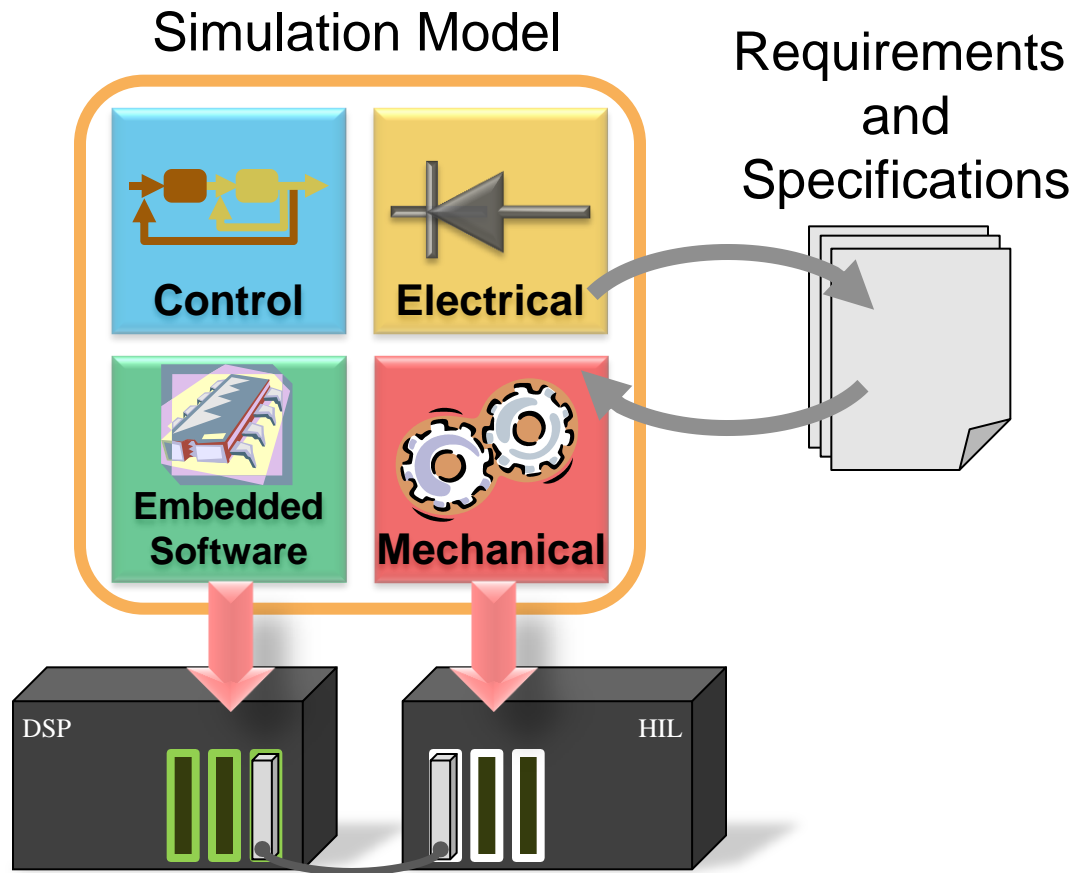 Simulation Model
Requirements
and
Specifications
Control
Electrical
Embedded
Software
Mechanical
DSP
HIL